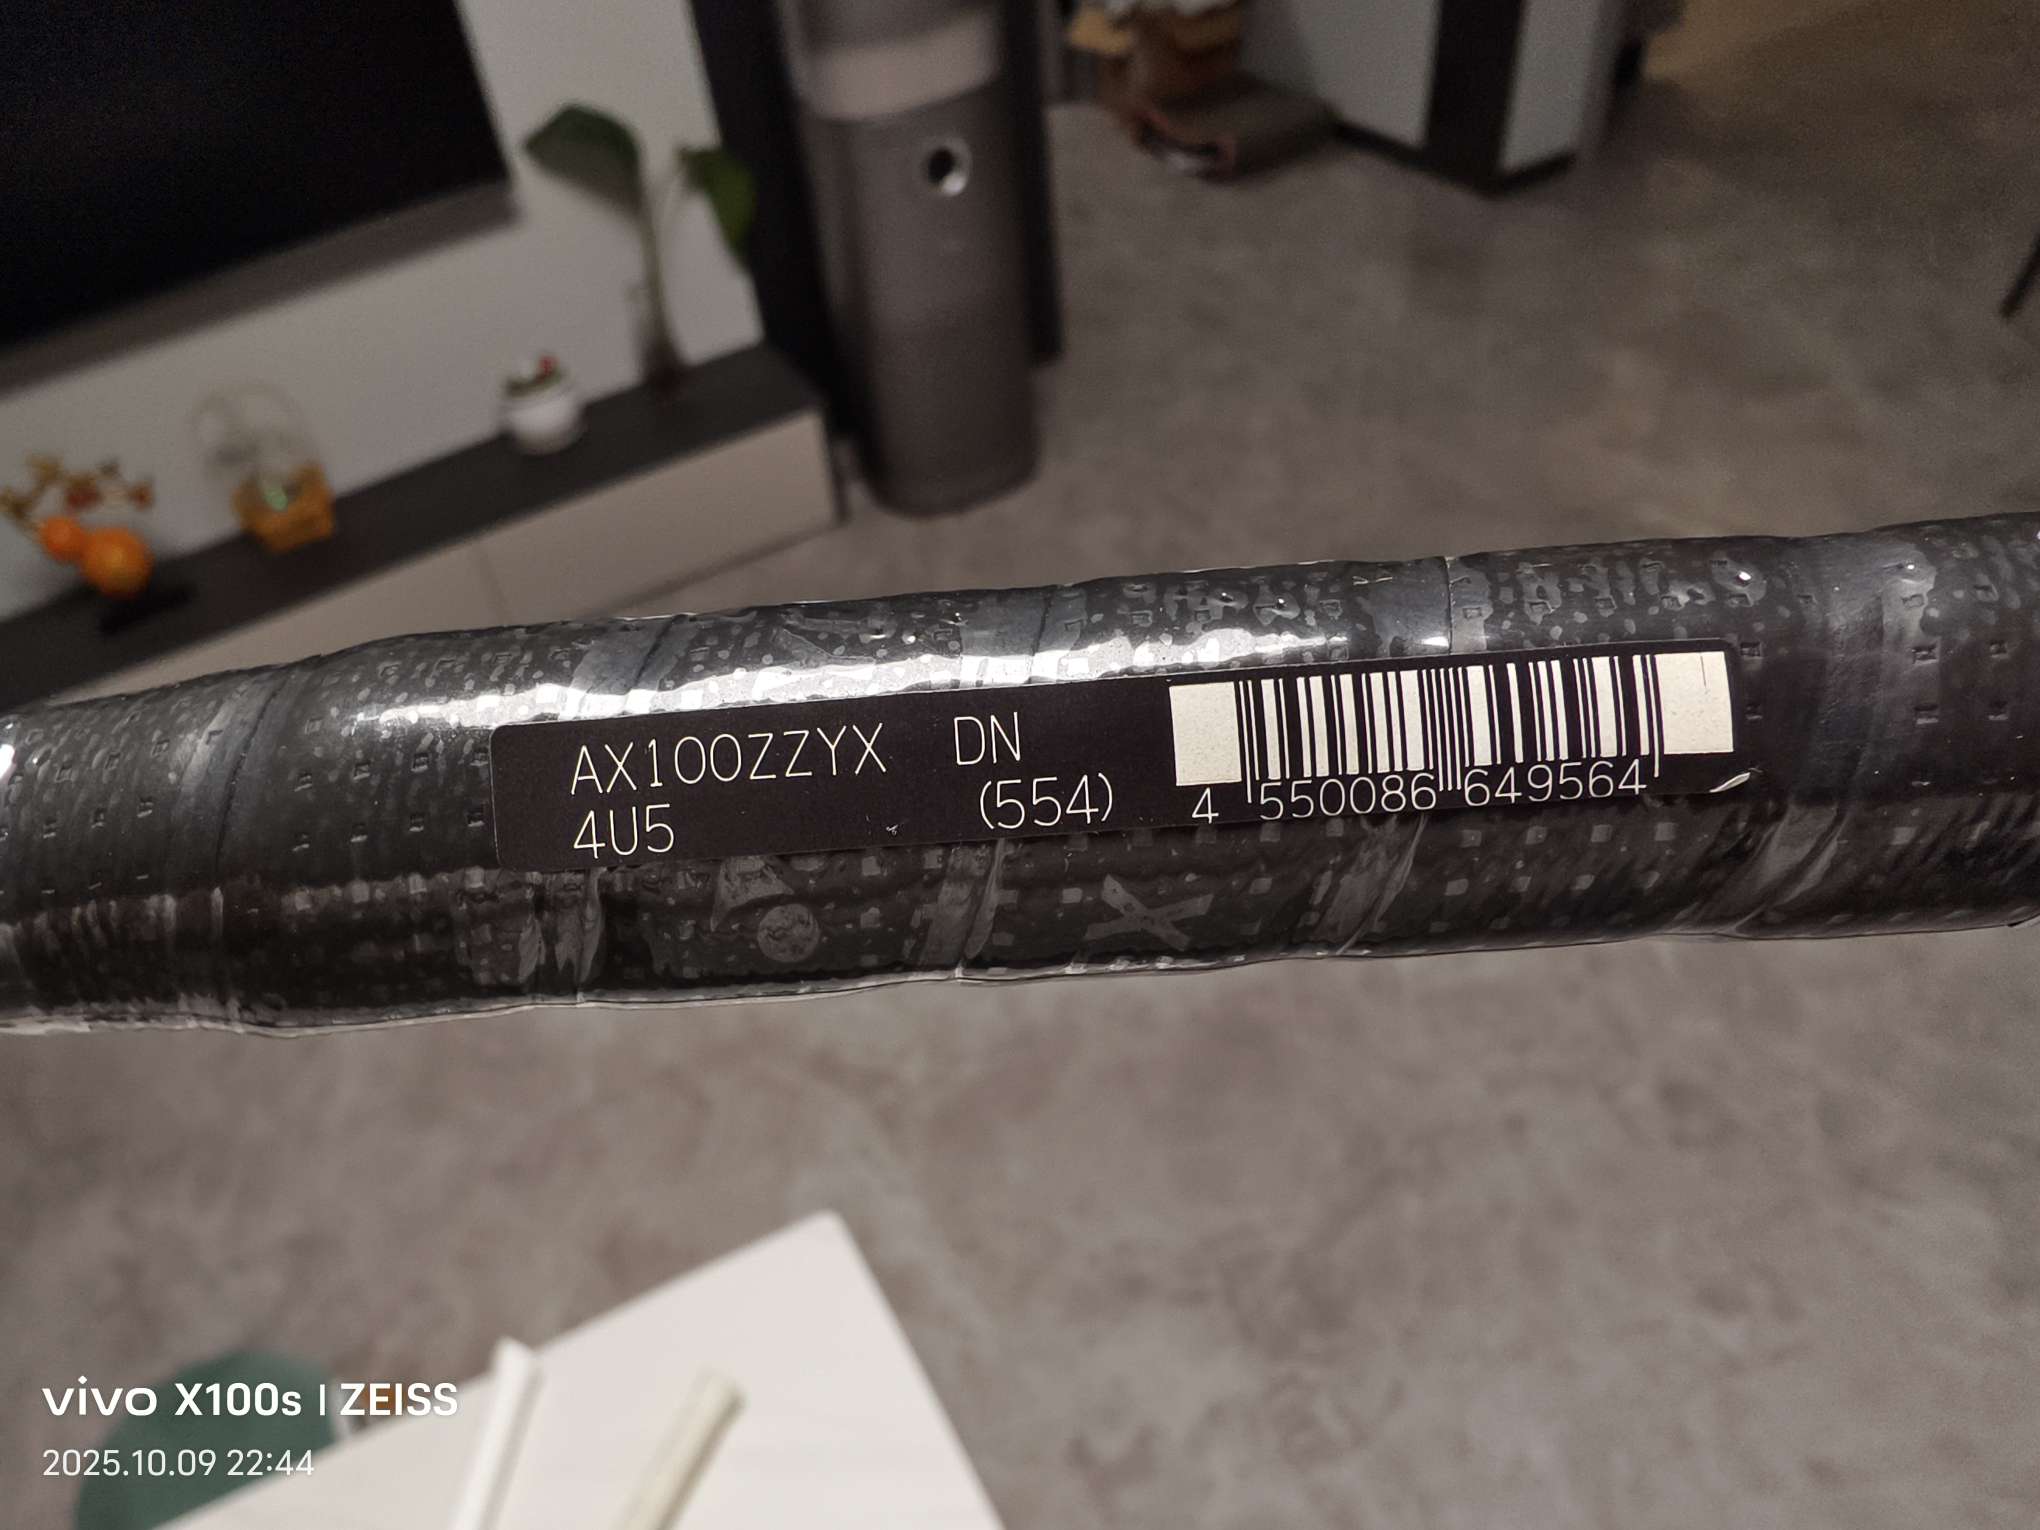 AX100ZZYX DN
4U5 (554)
4 550086 649564
vivo X100s | ZEISS
2025.10.09 22:44